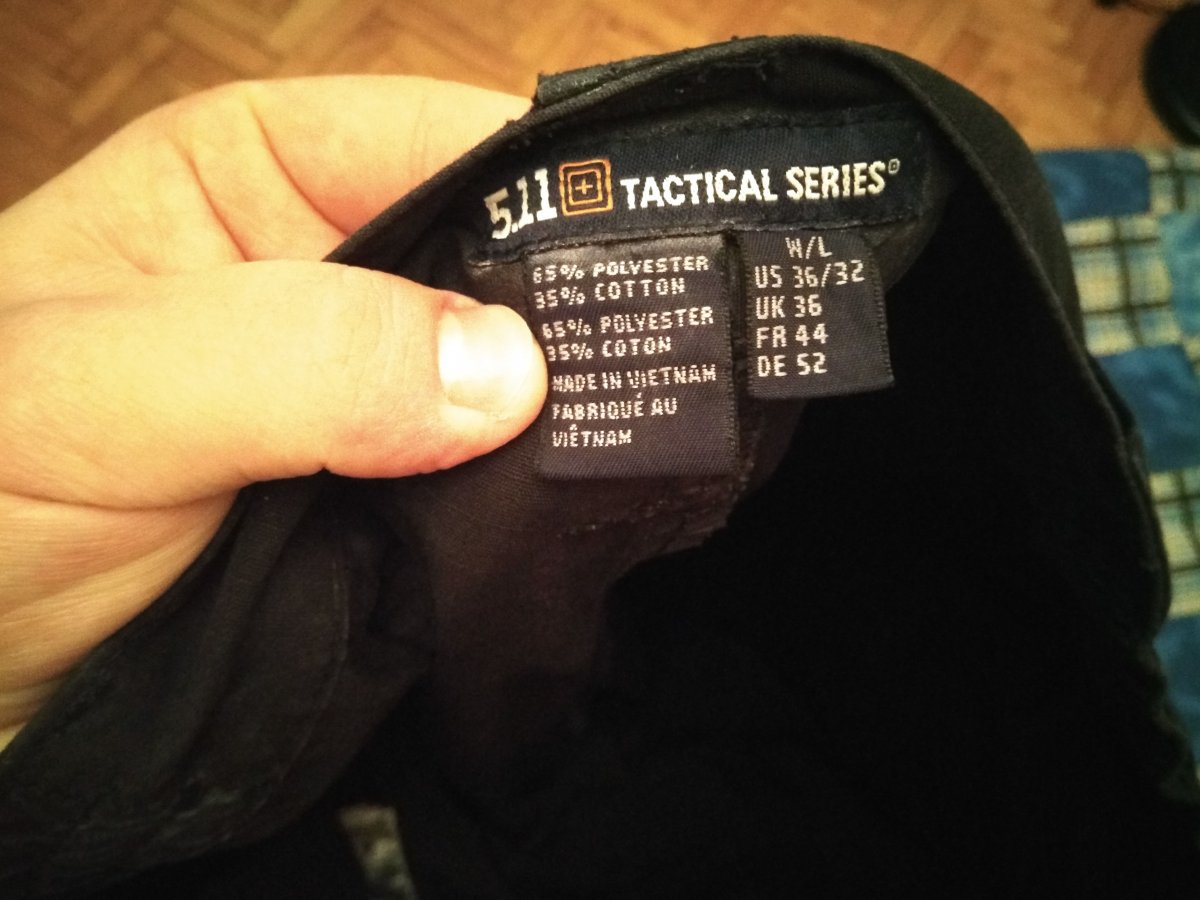 5.11 TACTICAL SERIES®
65% POLYESTER
35% COTTON
65% POLYESTER
35% COTON
MADE IN VIETNAM
FABRIQUÉ AU
VIÊTNAM
W/L
US 36/32
UK 36
FR 44
DE 52